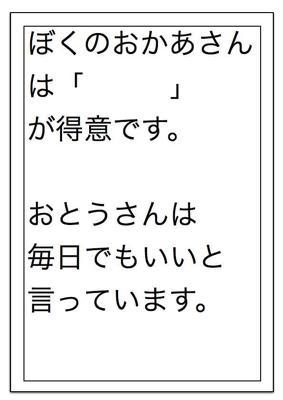 ぼくのおかあさん
は「　　　」
が得意です。
おとうさんは
毎日でもいいと
言っています。